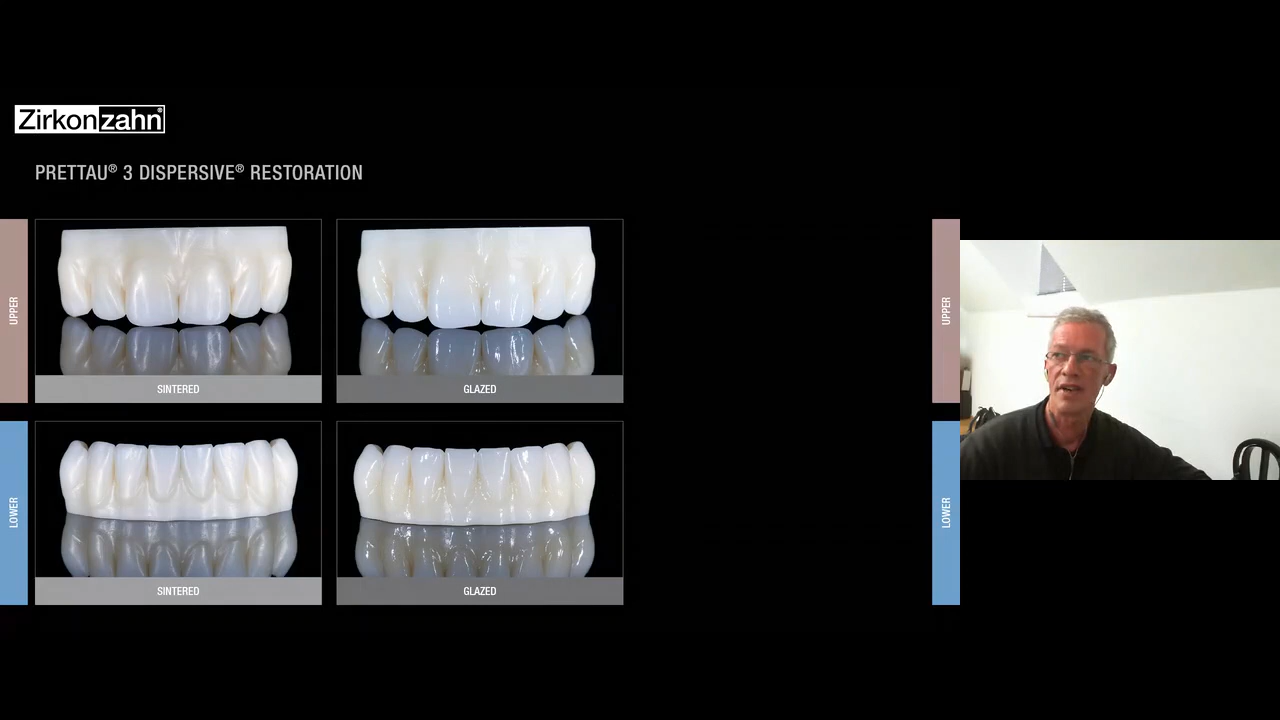 Zirkonzahn®
PRETTAU® 3 DISPERSIVE® RESTORATION
UPPER
SINTERED
GLAZED
UPPER
LOWER
SINTERED
GLAZED
LOWER